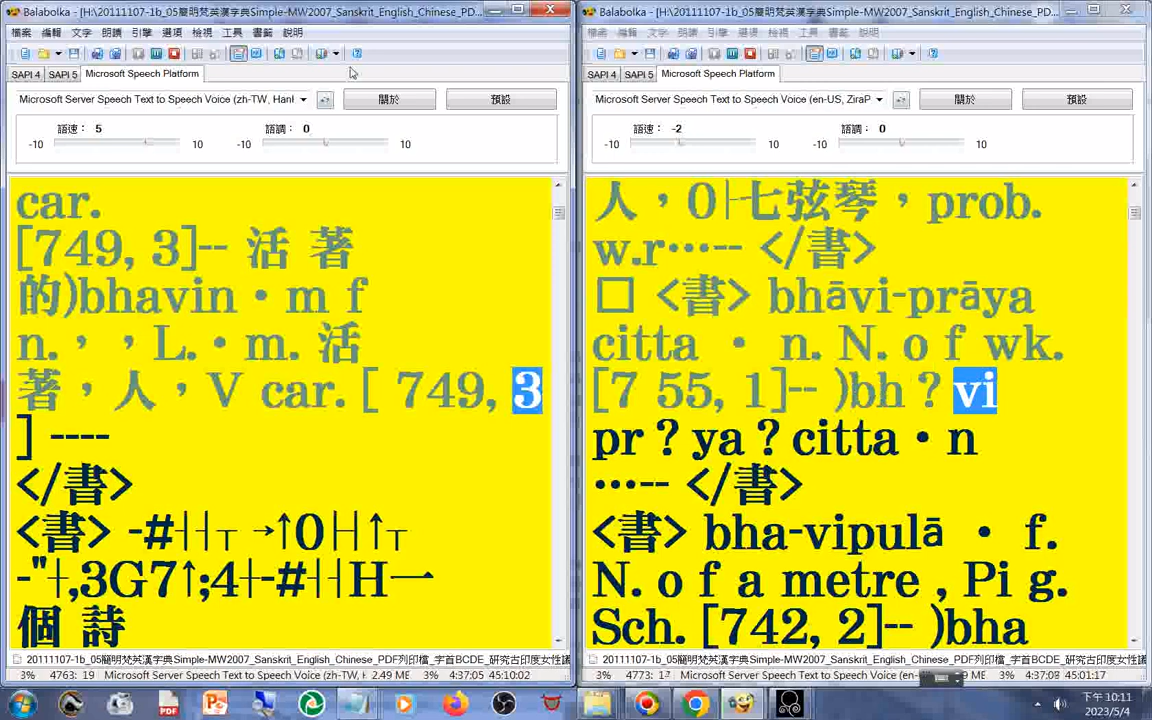 Balabolka - [H:\20111107-1b_05簡明梵英漢字典Simple-MW2007_Sanskrit_English_Chinese_PD...
檔案 編輯 文字 朗讀 引擎 選項 檢視 工具 書籤 說明
SAPI 4 SAPI 5 Microsoft Speech Platform
Microsoft Server Speech Text to Speech Voice (zh-TW, HanH 關於 預設
語速： 5 語調： 0
-10 10 -10 10
car.
[749, 3]-- 活 著
的)bhavin・m f
n.，，L.・m. 活
著，人，V car. [ 749, 3
] ----
</書>
<書> -#┤┤┬ →↑0├┤↑┬
-"┼,3G7↑;4┼-#┤┤H一
個 詩
20111107-1b_05簡明梵英漢字典Simple-MW2007_Sanskrit_English_Chinese_PDF列印檔_字首BCDE_研究古印度女性議
3% 4763: 19 Microsoft Server Speech Text to Speech Voice (zh-TW, H 2.49 ME 3% 4:37:05 45:10:02
Balabolka - [H:\20111107-1b_05簡明梵英漢字典Simple-MW2007_Sanskrit_English_Chinese_PD...
檔案 編輯 文字 朗讀 引擎 選項 檢視 工具 書籤 說明
SAPI 4 SAPI 5 Microsoft Speech Platform
Microsoft Server Speech Text to Speech Voice (en-US, ZiraP 關於 預設
語速： -2 語調： 0
-10 10 -10 10
人，0├七弦琴，prob.
w.r…-- </書>
□ <書> bhāvi-prāya
citta ・ n. N. o f wk.
[7 55, 1]-- )bh？vi
pr？ya？citta・n
…-- </書>
<書> bha-vipulā ・ f.
N. o f a metre , Pi g.
Sch. [742, 2]-- )bha
20111107-1b_05簡明梵英漢字典Simple-MW2007_Sanskrit_English_Chinese_PDF列印檔_字首BCDE_研究古印度女性議
3% 4773: 17 Microsoft Server Speech Text to Speech Voice (en-US, ME 3% 4:37:09 45:01:17
下午 10:11
2023/5/4